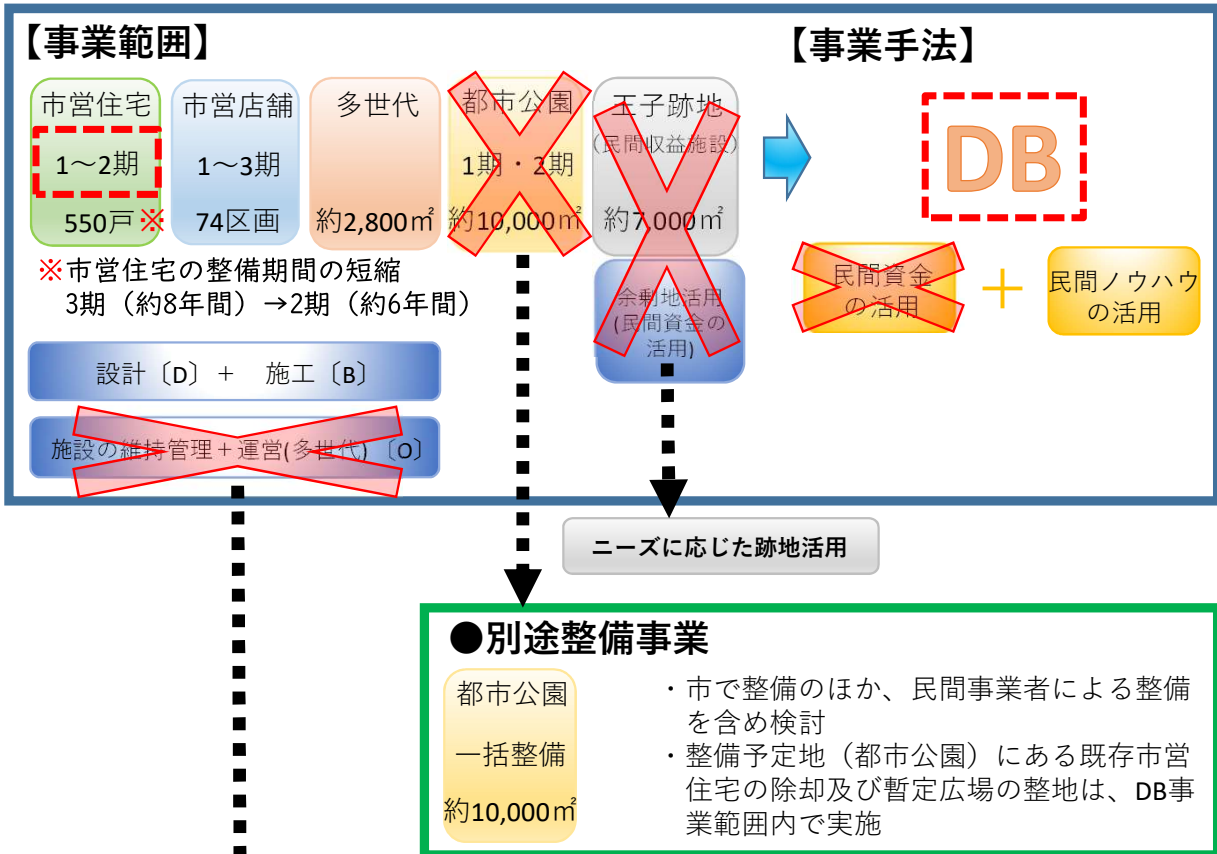 【事業範囲】
【事業手法】
市営住宅
1～2期
550戸※
市営店舗
1～3期
74区画
多世代
約2,800㎡
都市公園
1期・2期
約10,000㎡
王子跡地
(民間収益施設)
約7,000㎡
余剰地活用
(民間資金の
活用)
DB
民間資金
の活用
＋
民間ノウハウ
の活用
※市営住宅の整備期間の短縮
3期（約8年間）→2期（約6年間）
設計〔D〕＋　施工〔B〕
施設の維持管理＋運営(多世代)〔O〕
ニーズに応じた跡地活用
●別途整備事業
都市公園
一括整備
約10,000㎡
・市で整備のほか、民間事業者による整備
を含め検討
・整備予定地（都市公園）にある既存市営
住宅の除却及び暫定広場の整地は、DB事
業範囲内で実施